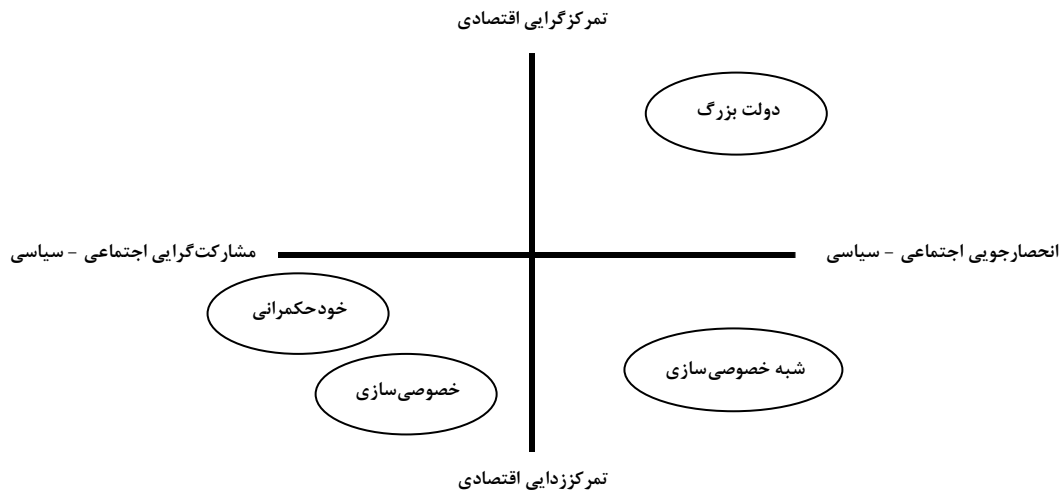 تمرکزگرایی اقتصادی
دولت بزرگ
انحصارجویی اجتماعی – سیاسی
مشارکت‌گرایی اجتماعی – سیاسی
خودحکمرانی
شبه خصوصی‌سازی
خصوصی‌سازی
تمرکززدایی اقتصادی